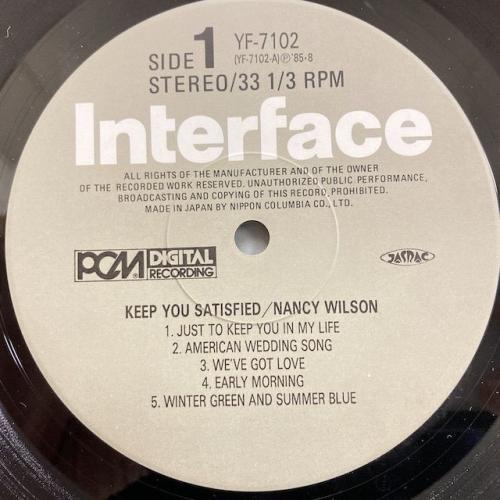 SIDE 1 YF-7102
(YF-7102-A)Ⓟ'85·8
STEREO/33 1/3 RPM
Interface
ALL RIGHTS OF THE MANUFACTURER AND OF THE OWNER
OF THE RECORDED WORK RESERVED. UNAUTHORIZED PUBLIC PERFORMANCE,
BROADCASTING AND COPYING OF THIS RECORD PROHIBITED.
MADE IN JAPAN BY NIPPON COLUMBIA CO., LTD.
PCM DIGITAL
RECORDING
JASRAC
KEEP YOU SATISFIED/NANCY WILSON
1. JUST TO KEEP YOU IN MY LIFE
2. AMERICAN WEDDING SONG
3. WE'VE GOT LOVE
4. EARLY MORNING
5. WINTER GREEN AND SUMMER BLUE